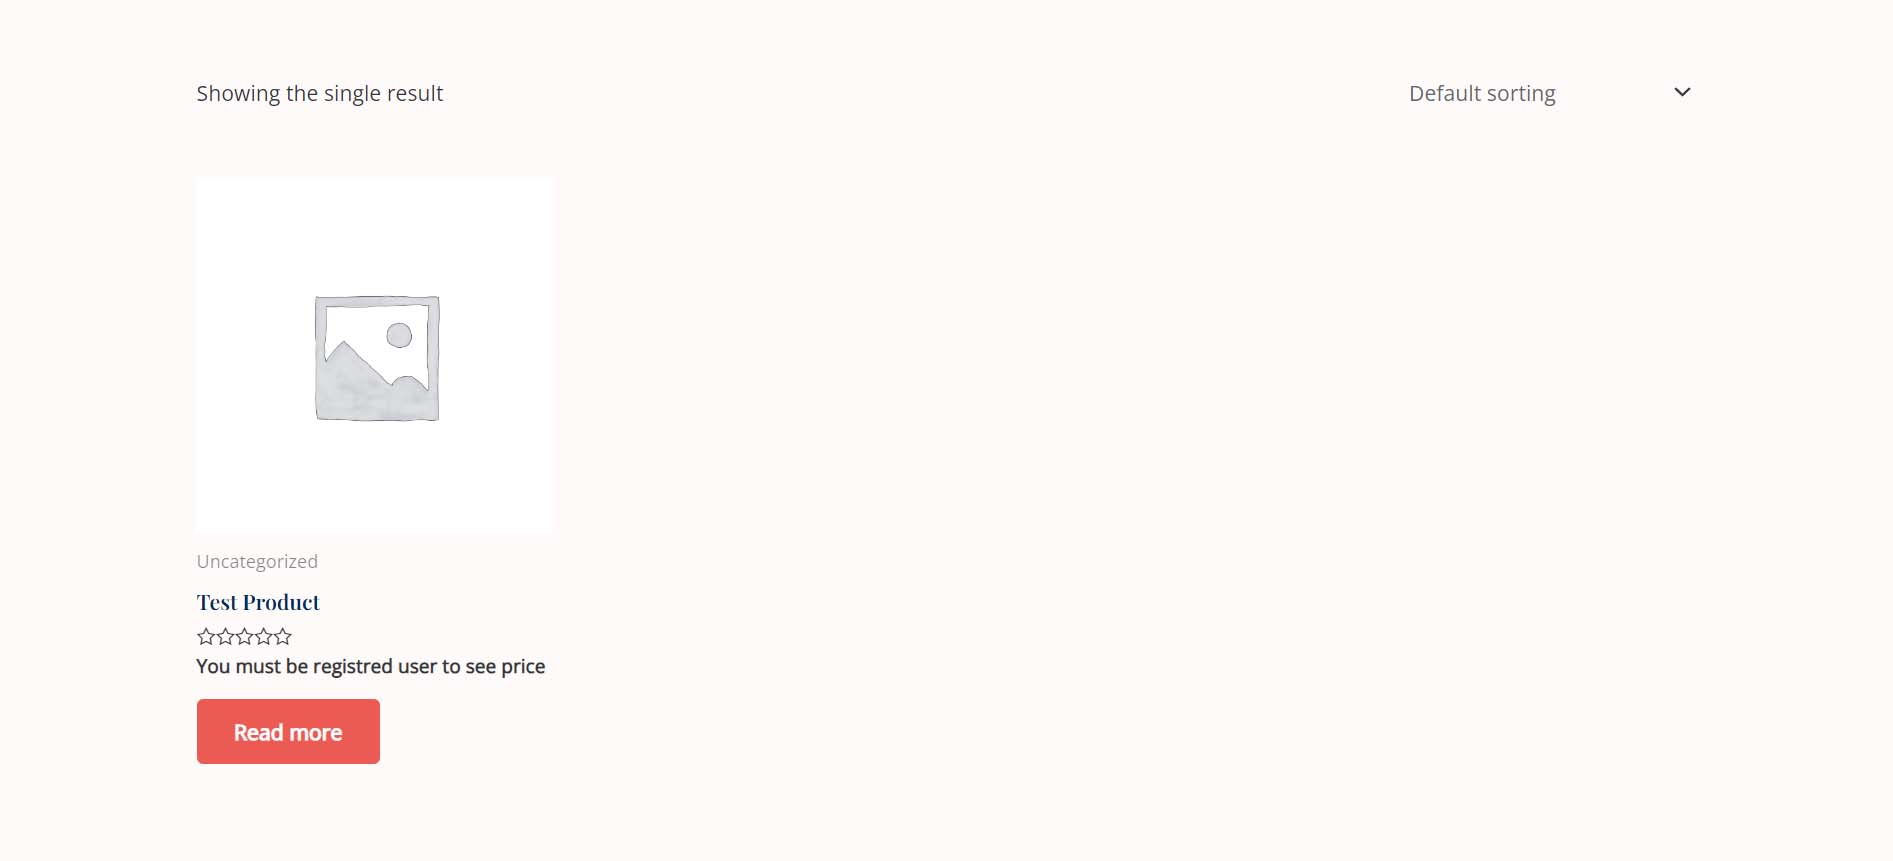 Showing the single result
Default sorting
Uncategorized
Test Product
You must be registred user to see price
Read more